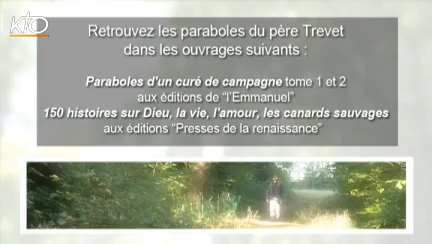 KTO
Retrouvez les paraboles du père Trevet
dans les ouvrages suivants :
Paraboles d'un curé de campagne tome 1 et 2
aux éditions de "l'Emmanuel"
150 histoires sur Dieu, la vie, l'amour, les canards sauvages
aux éditions "Presses de la renaissance"